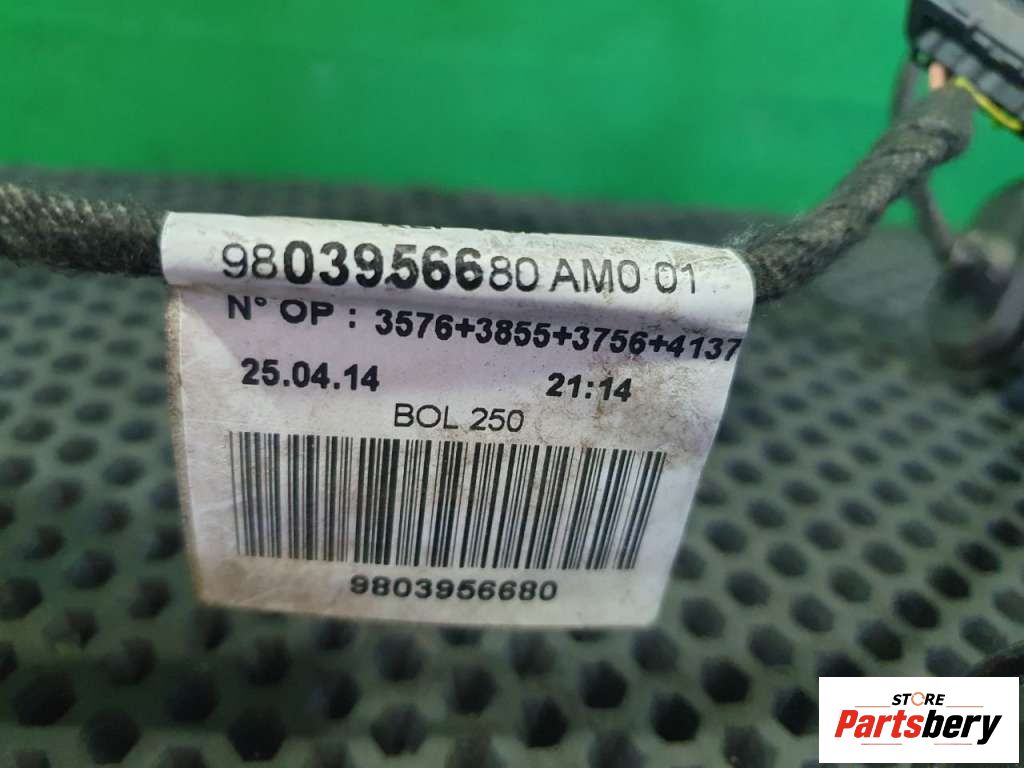 9803956680 AM0 01
N° OP : 3576+3855+3756+4137
25.04.14 21:14
BOL 250
9803956680
STORE
Partsbery